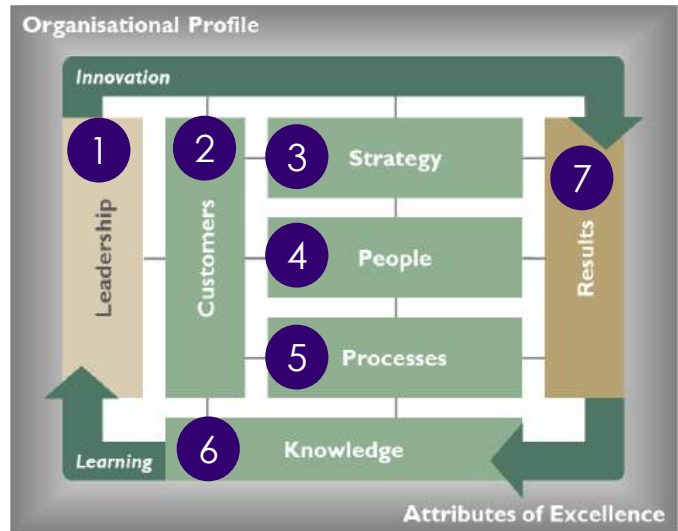 Organisational Profile
Innovation
1
Leadership
2
Customers
3
Strategy
4
People
5
Processes
7
Results
6
Knowledge
Learning
Attributes of Excellence